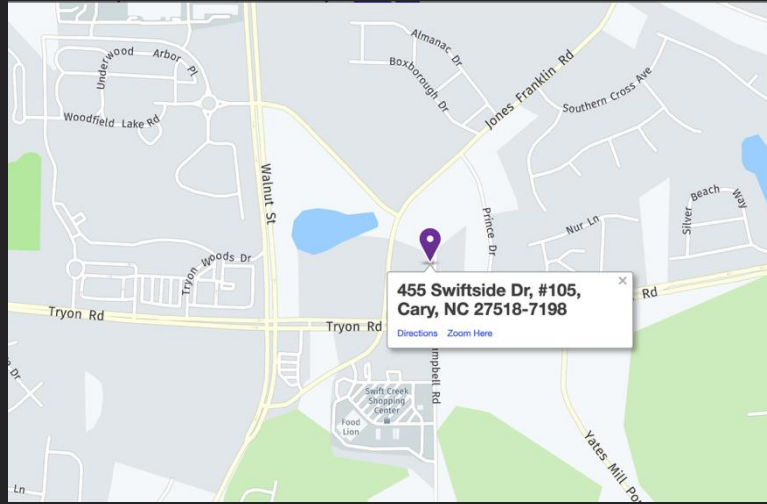 Underwood
Arbor Pl
Almanac Dr
Boxborough Dr
Jones Franklin Rd
Southern Cross Ave
Woodfield Lake Rd
Walnut St
Prince Dr
Nur Ln
Silver Beach Way
Tryon Woods Dr
455 Swiftside Dr, #105,
Cary, NC 27518-7198
Directions Zoom Here
Rd
Tryon Rd
Tryon Rd
Rd
Swift Creek
Shopping
Center
Food
Lion
Yates Mill
Dr
Ln